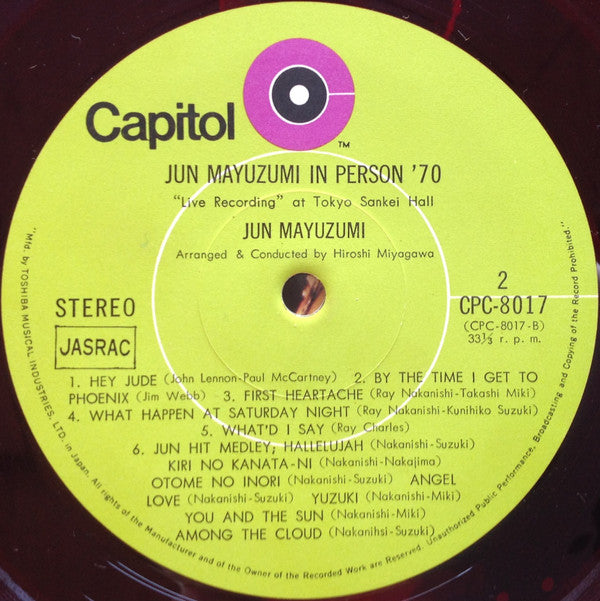 Capitol
TM
JUN MAYUZUMI IN PERSON '70
"Live Recording" at Tokyo Sankei Hall
JUN MAYUZUMI
Arranged & Conducted by Hiroshi Miyagawa
STEREO
JASRAC
2
CPC-8017
(CPC-8017-B)
33⅓ r. p. m.
1. HEY JUDE (John Lennon-Paul McCartney) 2. BY THE TIME I GET TO
PHOENIX (Jim Webb) 3. FIRST HEARTACHE (Ray Nakanishi-Takashi Miki)
4. WHAT HAPPEN AT SATURDAY NIGHT (Ray Nakanishi-Kunihiko Suzuki)
5. WHAT'D I SAY (Ray Charles)
6. JUN HIT MEDLEY; HALLELUJAH (Nakanishi-Suzuki)
KIRI NO KANATA-NI (Nakanishi-Nakajima)
OTOME NO INORI (Nakanishi-Suzuki) ANGEL
LOVE (Nakanishi-Suzuki) YUZUKI (Nakanishi-Miki)
YOU AND THE SUN (Nakanishi-Miki)
AMONG THE CLOUD (Nakanihsi-Suzuki)
"Mfd. by TOSHIBA MUSICAL INDUSTRIES, LTD. in Japan. All rights of the Manufacturer and of the Owner of the Recorded Work are Reserved. Unauthorized Public Performance, Broadcasting and Copying of the Record Prohibited."